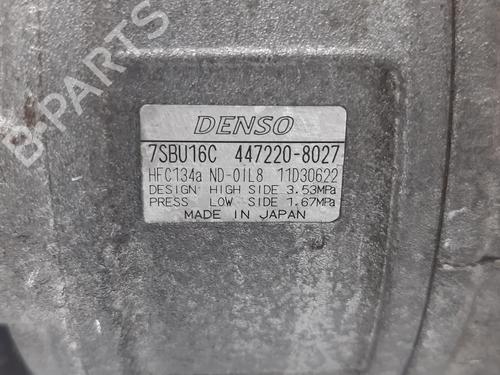 DENSO
7SBU16C 447220-8027
HFC134a ND-OIL8 11D30622
DESIGN HIGH SIDE 3.53MPa
PRESS LOW SIDE 1.67MPa
MADE IN JAPAN
B-PARTS